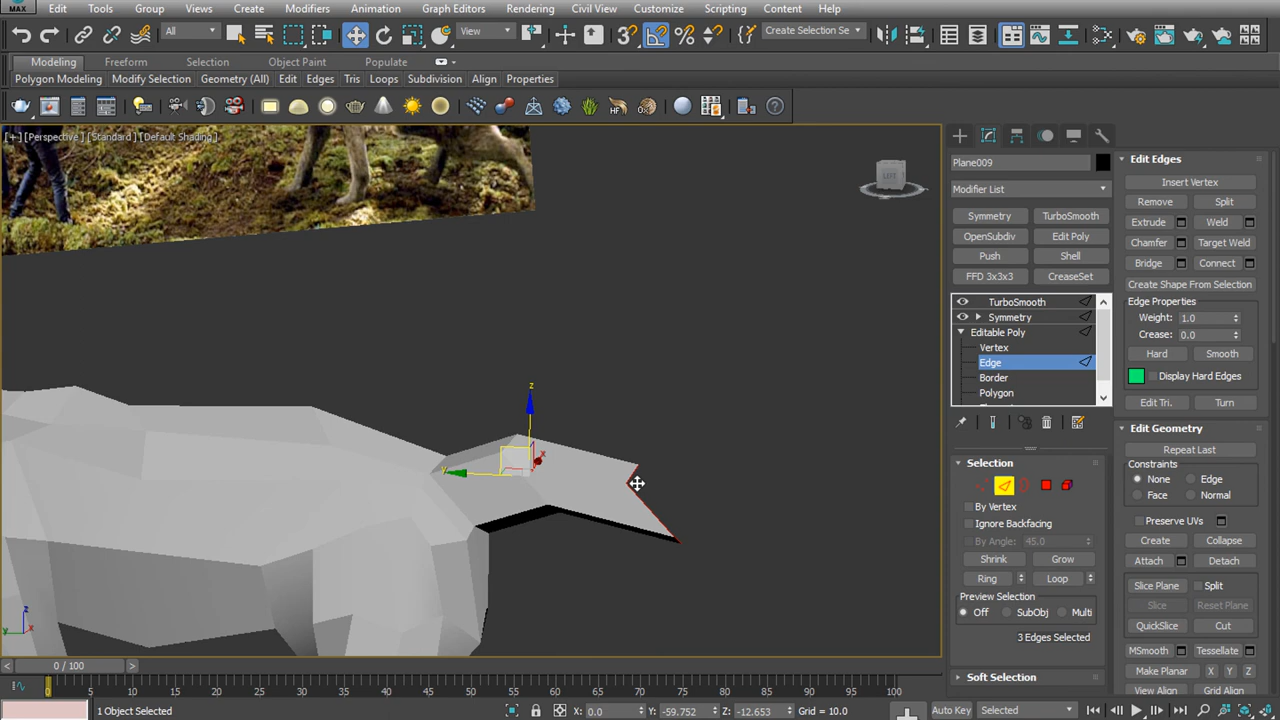 MAX Edit Tools Group Views Create Modifiers Animation Graph Editors Rendering Civil View Customize Scripting Content Help
All View Create Selection Se
Modeling Freeform Selection Object Paint Populate
Polygon Modeling Modify Selection Geometry (All) Edit Edges Tris Loops Subdivision Align Properties
[+] [Perspective] [Standard] [Default Shading]
LEFT
z
y
x
z
y
x
Plane009
Modifier List
Symmetry TurboSmooth
OpenSubdiv Edit Poly
Push Shell
FFD 3x3x3 CreaseSet
TurboSmooth
Symmetry
Editable Poly
Vertex
Edge
Border
Polygon
Selection
By Vertex
Ignore Backfacing
By Angle: 45.0
Shrink Grow
Ring Loop
Preview Selection
Off SubObj Multi
3 Edges Selected
Soft Selection
Edit Edges
Insert Vertex
Remove Split
Extrude Weld
Chamfer Target Weld
Bridge Connect
Create Shape From Selection
Edge Properties
Weight: 1.0
Crease: 0.0
Hard Smooth
Display Hard Edges
Edit Tri. Turn
Edit Geometry
Repeat Last
Constraints
None Edge
Face Normal
Preserve UVs
Create Collapse
Attach Detach
Slice Plane Split
Slice Reset Plane
QuickSlice Cut
MSmooth Tessellate
Make Planar X Y Z
View Align Grid Align
0 / 100
0 5 10 15 20 25 30 35 40 45 50 55 60 65 70 75 80 85 90 95 100
1 Object Selected X: 0.0 Y: -59.752 Z: -12.653 Grid = 10.0 Auto Key Selected